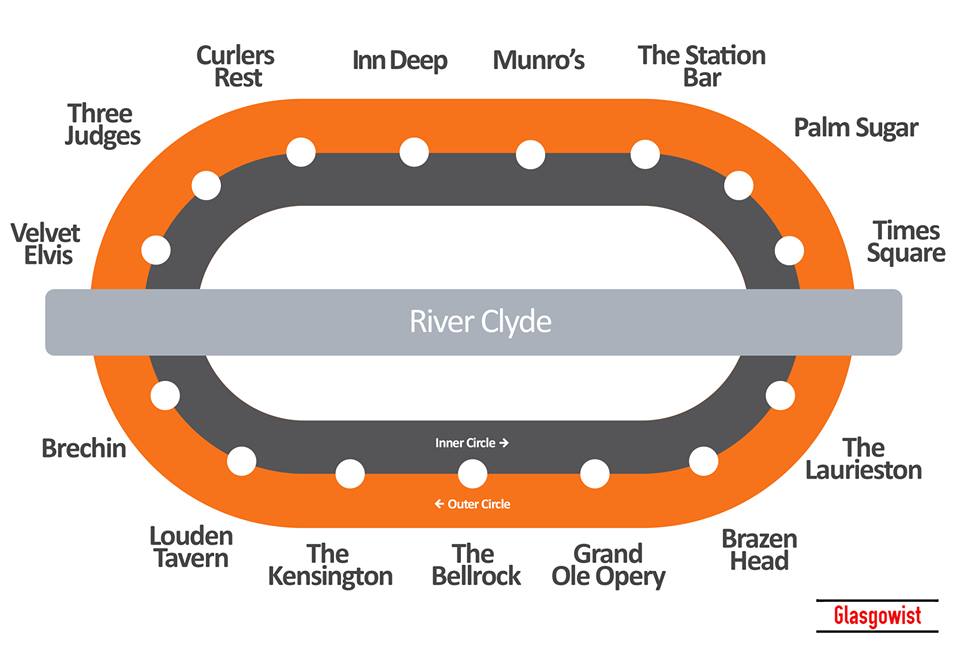 Curlers
Rest
Inn Deep
Munro's
The Station
Bar
Three
Judges
Palm Sugar
Velvet
Elvis
Times
Square
River Clyde
Brechin
Inner Circle →
The
Laurieston
← Outer Circle
Louden
Tavern
The
Kensington
The
Bellrock
Grand
Ole Opery
Brazen
Head
Glasgowist